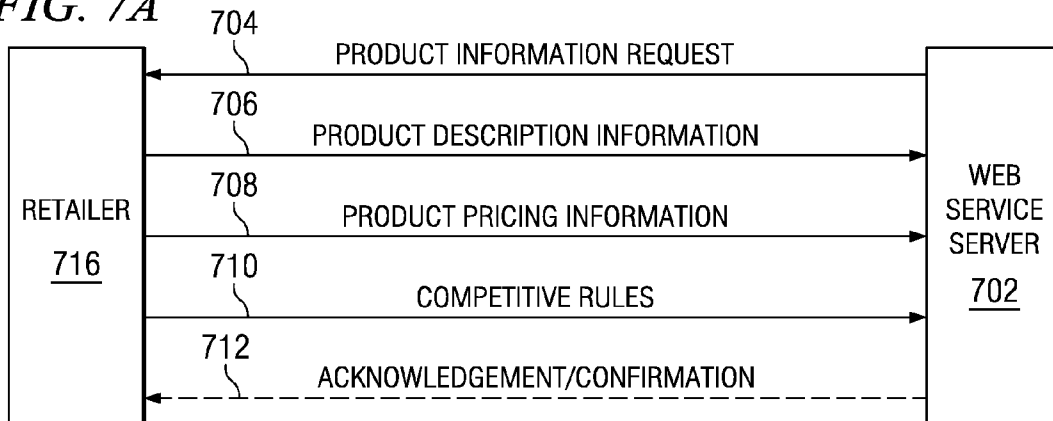 FIG. 7A
704
PRODUCT INFORMATION REQUEST
706
PRODUCT DESCRIPTION INFORMATION
708
PRODUCT PRICING INFORMATION
710
COMPETITIVE RULES
712
ACKNOWLEDGEMENT/CONFIRMATION
RETAILER
716
WEB
SERVICE
SERVER
702